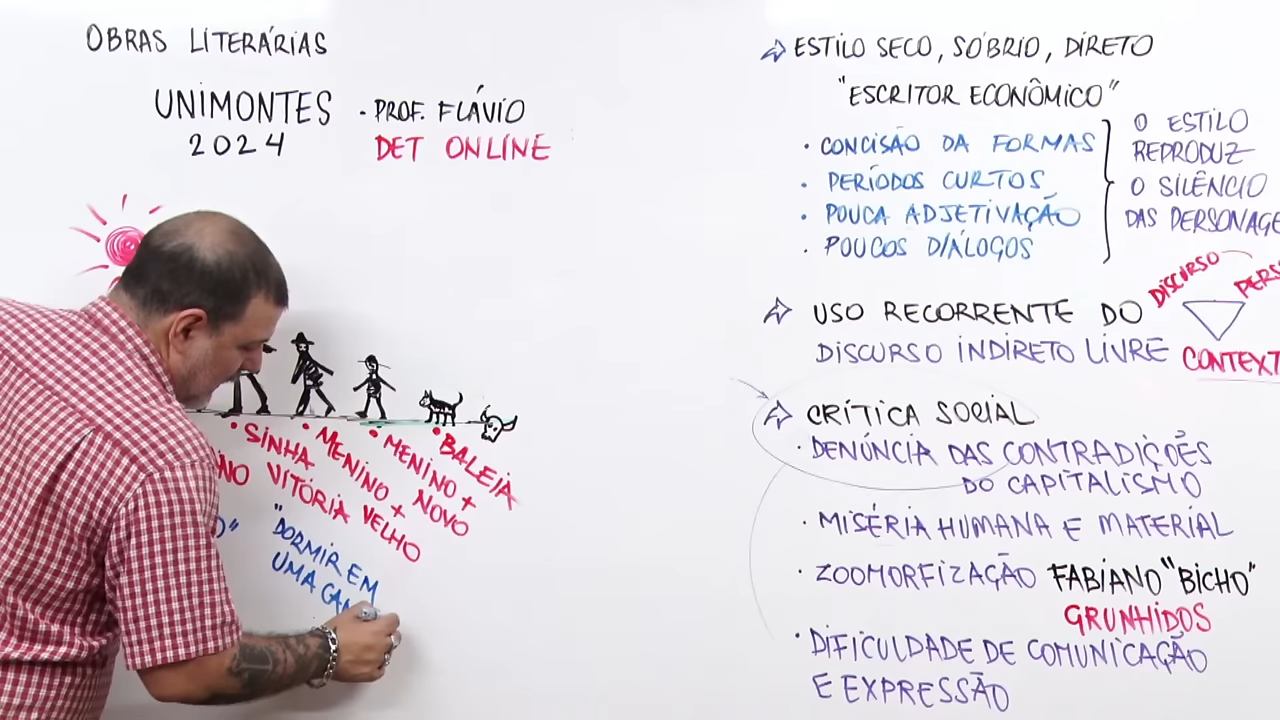 OBRAS LITERÁRIAS
UNIMONTES
2024
• PROF. FLÁVIO
DET ONLINE
• SINHA
VITÓRIA
• MENINO +
VELHO
• MENINO +
NOVO
• BALEIA
"DORMIR EM
UMA
ESTILO SECO, SÓBRIO, DIRETO
"ESCRITOR ECONÔMICO"
• CONCISÃO DA FORMAS
• PERÍODOS CURTOS
• POUCA ADJETIVAÇÃO
• POUCOS DIÁLOGOS
O ESTILO
REPRODUZ
O SILÊNCIO
DAS PERSONAGE
USO RECORRENTE DO
DISCURSO INDIRETO LIVRE
DISCURSO
PERS
CONTEXT
CRÍTICA SOCIAL
• DENÚNCIA DAS CONTRADIÇÕES
DO CAPITALISMO
• MISÉRIA HUMANA E MATERIAL
• ZOOMORFIZAÇÃO FABIANO "BICHO"
GRUNHIDOS
• DIFICULDADE DE COMUNICAÇÃO
E EXPRESSÃO